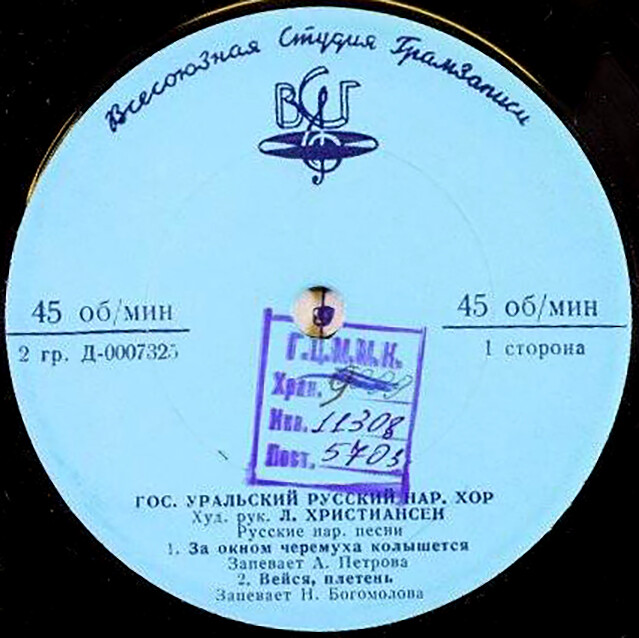 Всесоюзная Студия Грамзаписи
ВСГ
45 об/мин
45 об/мин
2 гр. Д-0007325
1 сторона
Г.Ц.М.М.К.
Хран.
Инв. 11308
Пост. 5703
ГОС. УРАЛЬСКИЙ РУССКИЙ НАР. ХОР
Худ. рук. Л. ХРИСТИАНСЕН
Русские нар. песни
1. За окном черемуха колышется
Запевает А. Петрова
2. Вейся, плетень
Запевает Н. Богомолова